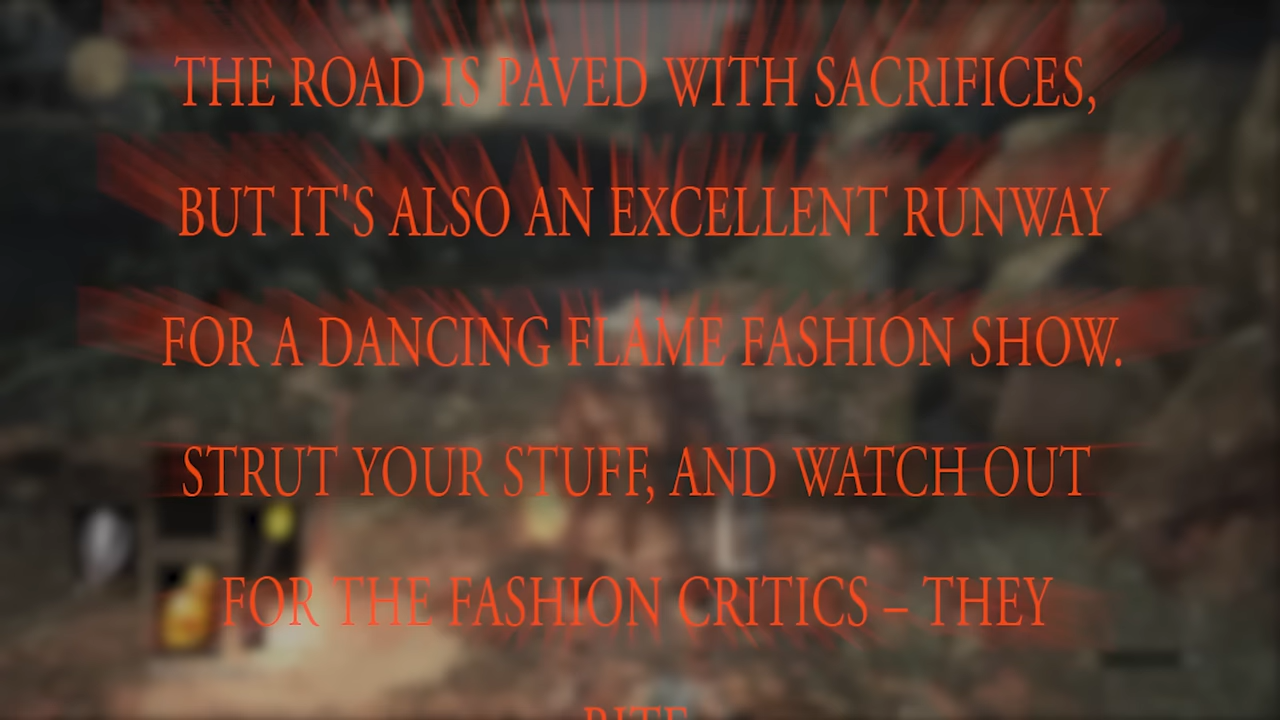 THE ROAD IS PAVED WITH SACRIFICES,
BUT IT'S ALSO AN EXCELLENT RUNWAY
FOR A DANCING FLAME FASHION SHOW.
STRUT YOUR STUFF, AND WATCH OUT
FOR THE FASHION CRITICS – THEY
BITE